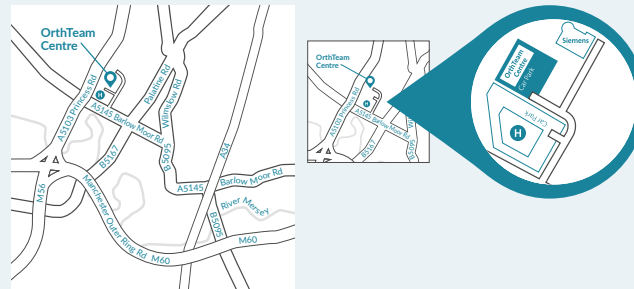 OrthTeam
Centre
A5103 Princess Rd
H
A5145 Barlow Moor Rd
Palatine Rd
Wilmslow Rd
B5167
B5095
A34
M56
A5145
Barlow Moor Rd
River Mersey
B5095
Manchester Outer Ring Rd
M60
M60
OrthTeam
Centre
A5103 Princess Rd
H
A5145 Barlow Moor Rd
Wilm
B5167
B5095
Siemens
OrthTeam
Centre
Car Park
Car Park
H